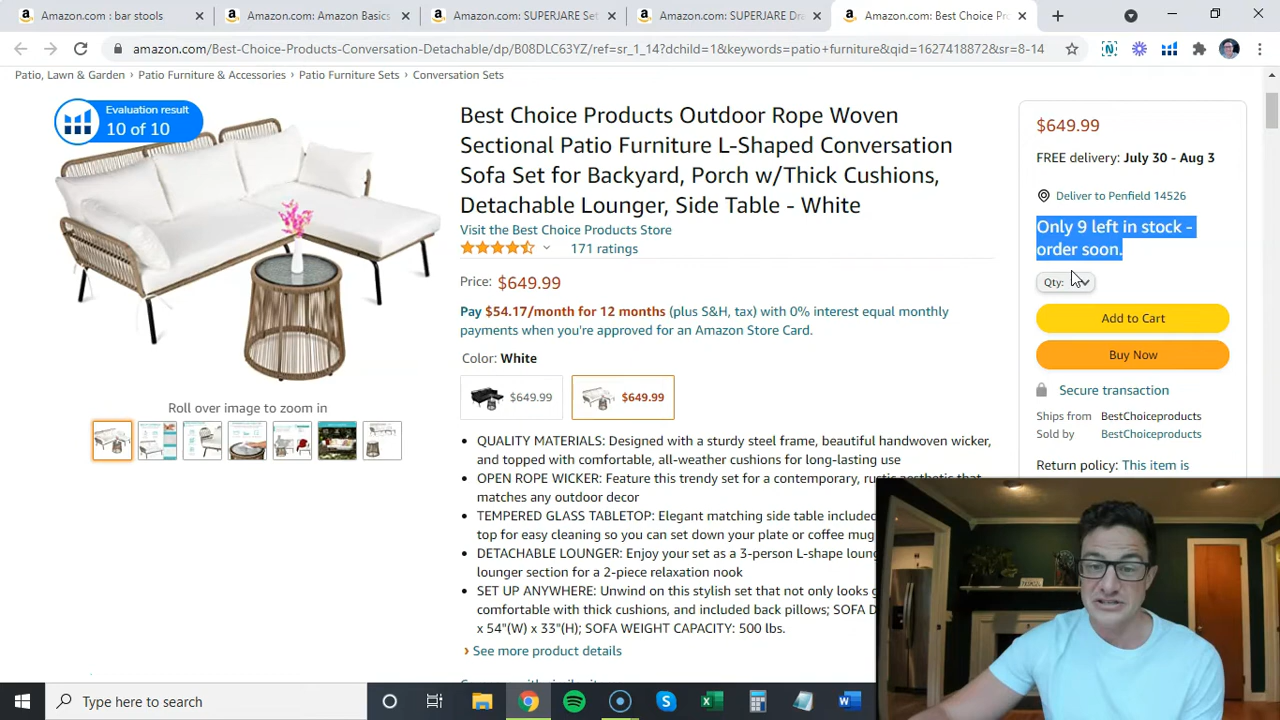 Amazon.com : bar stools
Amazon.com: Amazon Basics
Amazon.com: SUPERJARE Set
Amazon.com: SUPERJARE Dra
Amazon.com: Best Choice Pro
amazon.com/Best-Choice-Products-Conversation-Detachable/dp/B08DLC63YZ/ref=sr_1_14?dchild=1&keywords=patio+furniture&qid=1627418872&sr=8-14
Patio, Lawn & Garden › Patio Furniture & Accessories › Patio Furniture Sets › Conversation Sets
Evaluation result
10 of 10
Roll over image to zoom in
Best Choice Products Outdoor Rope Woven
Sectional Patio Furniture L-Shaped Conversation
Sofa Set for Backyard, Porch w/Thick Cushions,
Detachable Lounger, Side Table - White
Visit the Best Choice Products Store
171 ratings
Price: $649.99
Pay $54.17/month for 12 months (plus S&H, tax) with 0% interest equal monthly
payments when you're approved for an Amazon Store Card.
Color: White
$649.99
$649.99
• QUALITY MATERIALS: Designed with a sturdy steel frame, beautiful handwoven wicker,
and topped with comfortable, all-weather cushions for long-lasting use
• OPEN ROPE WICKER: Feature this trendy set for a contemporary, rustic aesthetic that
matches any outdoor decor
• TEMPERED GLASS TABLETOP: Elegant matching side table included
top for easy cleaning so you can set down your plate or coffee mug
• DETACHABLE LOUNGER: Enjoy your set as a 3-person L-shape
lounger section for a 2-piece relaxation nook
• SET UP ANYWHERE: Unwind on this stylish set that not only looks
comfortable with thick cushions, and included back pillows; SOFA
x 54"(W) x 33"(H); SOFA WEIGHT CAPACITY: 500 lbs.
› See more product details
$649.99
FREE delivery: July 30 - Aug 3
Deliver to Penfield 14526
Only 9 left in stock -
order soon.
Qty:
Add to Cart
Buy Now
Secure transaction
Ships from BestChoiceproducts
Sold by BestChoiceproducts
Return policy: This item is
Type here to search